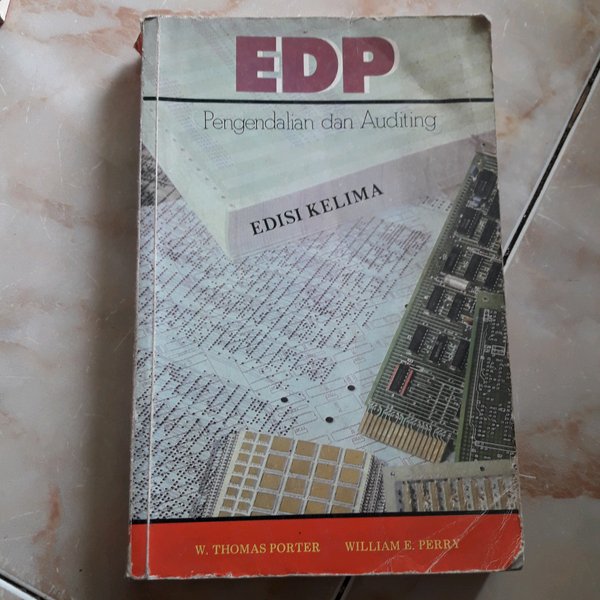 EDP
Pengendalian dan Auditing
EDISI KELIMA
W. THOMAS PORTER WILLIAM E. PERRY